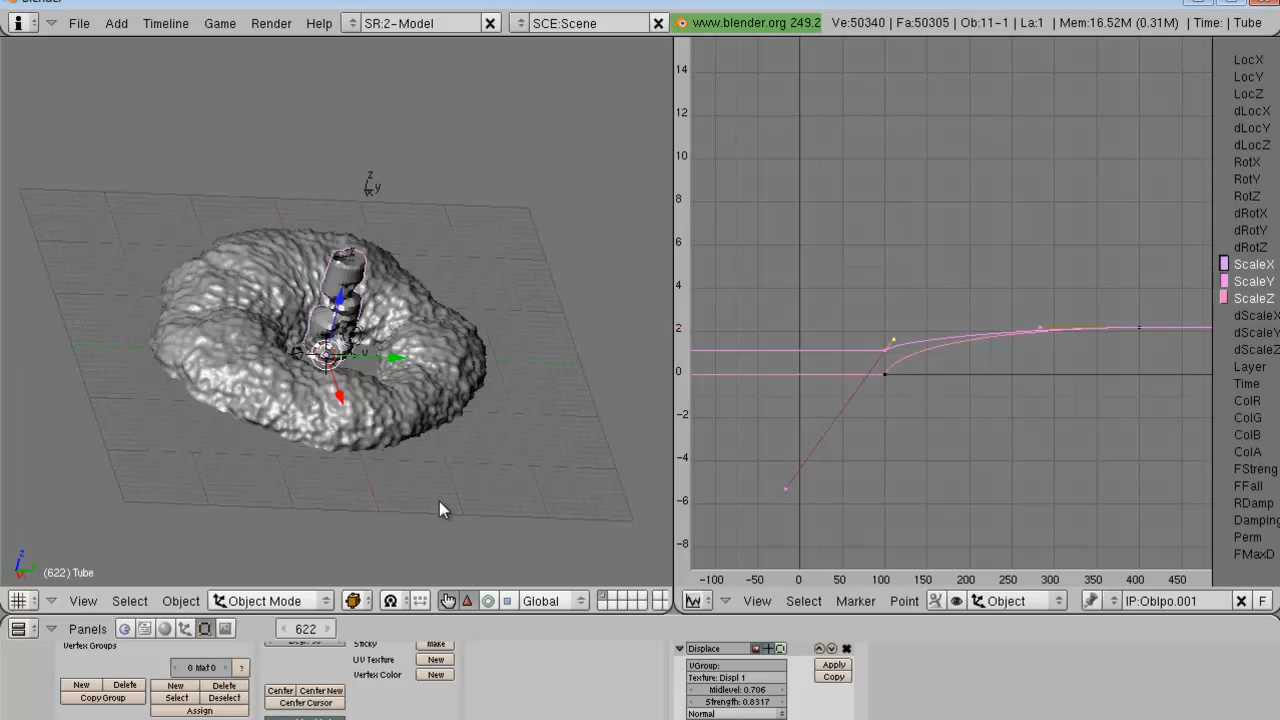 Blender
File Add Timeline Game Render Help SR:2-Model SCE:Scene www.blender.org 249.2 Ve:50340 | Fa:50305 | Ob:11-1 | La:1 | Mem:16.52M (0.31M) | Time: | Tube
14
12
10
8
6
4
2
0
-2
-4
-6
-8
-100 -50 0 50 100 150 200 250 300 350 400 450
LocX
LocY
LocZ
dLocX
dLocY
dLocZ
RotX
RotY
RotZ
dRotX
dRotY
dRotZ
ScaleX
ScaleY
ScaleZ
dScaleX
dScaleY
dScaleZ
Layer
Time
ColR
ColG
ColB
ColA
FStreng
FFall
RDamp
Damping
Perm
FMaxD
z
y
z
x
(622) Tube
View Select Object Object Mode Global
View Select Marker Point Object IP:ObIpo.001 F
Panels 622
Vertex Groups
0 Mat 0 ?
New Delete
Copy Group
New Delete
Select Deselect
Assign
Sticky Make
UV Texture New
Vertex Color New
Center Center New
Center Cursor
Displace
VGroup:
Texture: Displ 1
Midlevel: 0.706
Strength: 0.8317
Normal
Apply
Copy